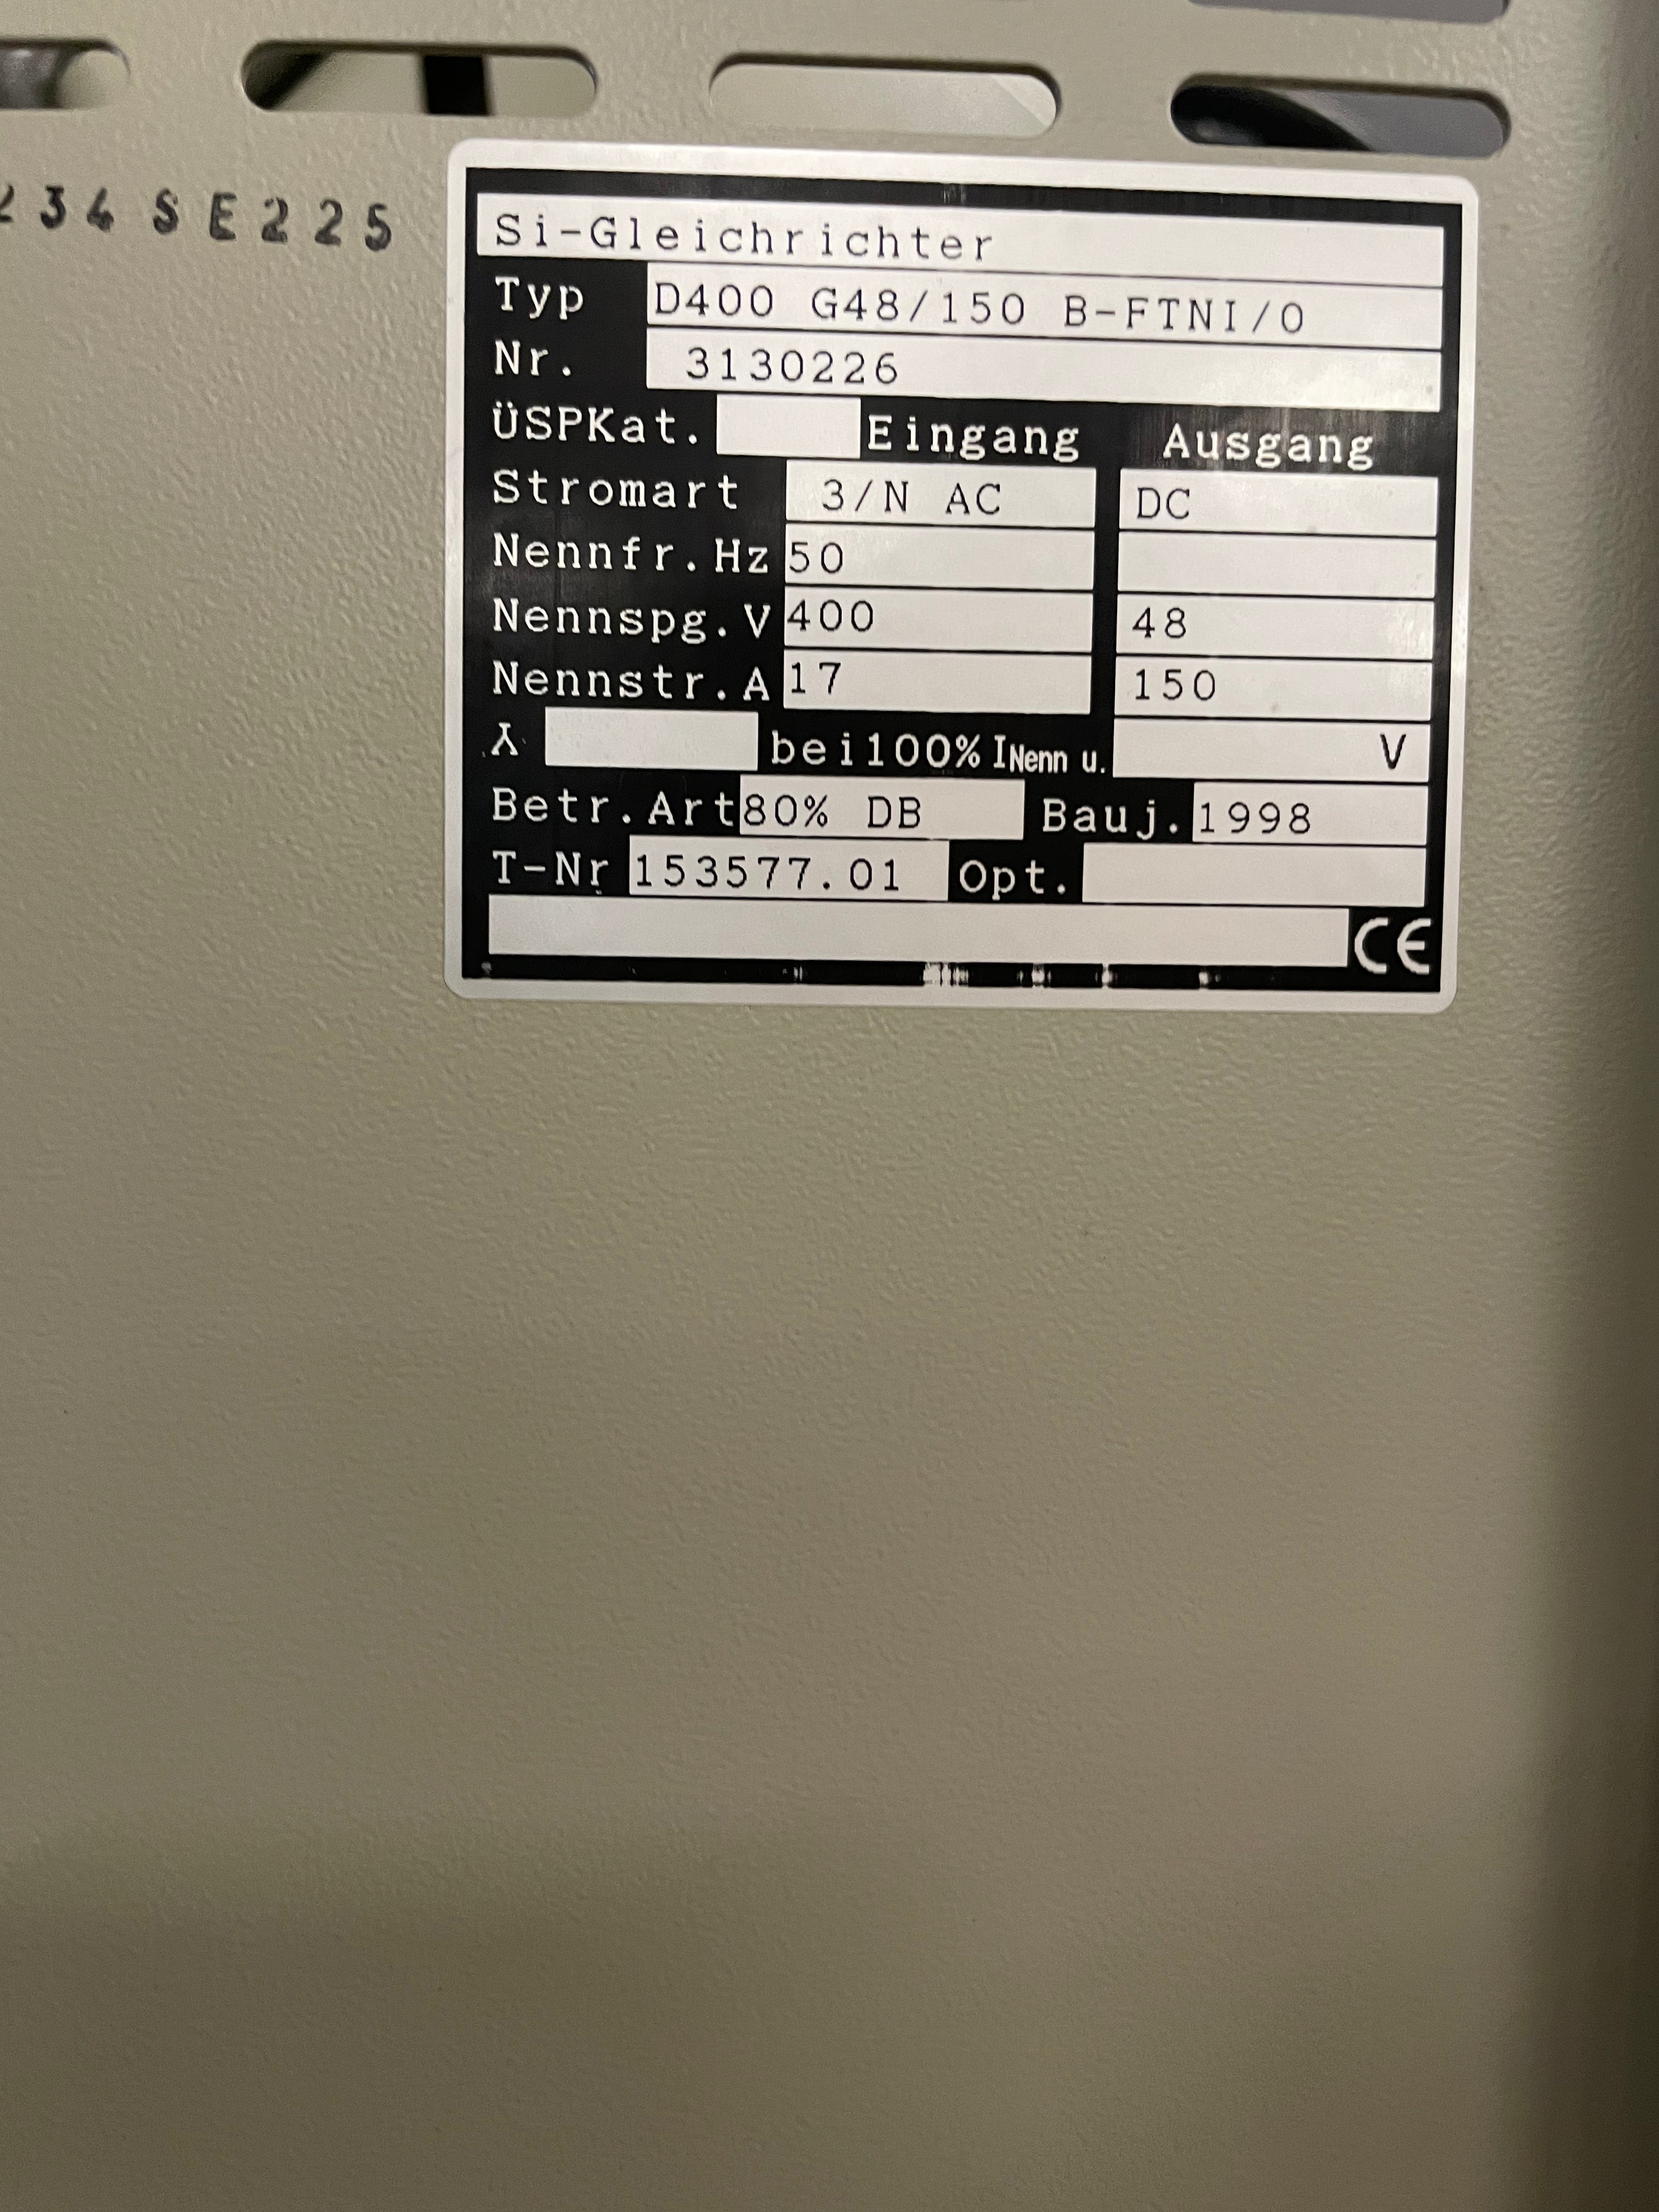 234 SE225
Si-Gleichrichter
Typ D400 G48/150 B-FTNI/0
Nr. 3130226
ÜSPKat. Eingang Ausgang
Stromart 3/N AC DC
Nennfr.Hz 50
Nennspg.V 400 48
Nennstr.A 17 150
λ bei100% INenn u. V
Betr.Art 80% DB Bauj. 1998
T-Nr 153577.01 Opt.
CE